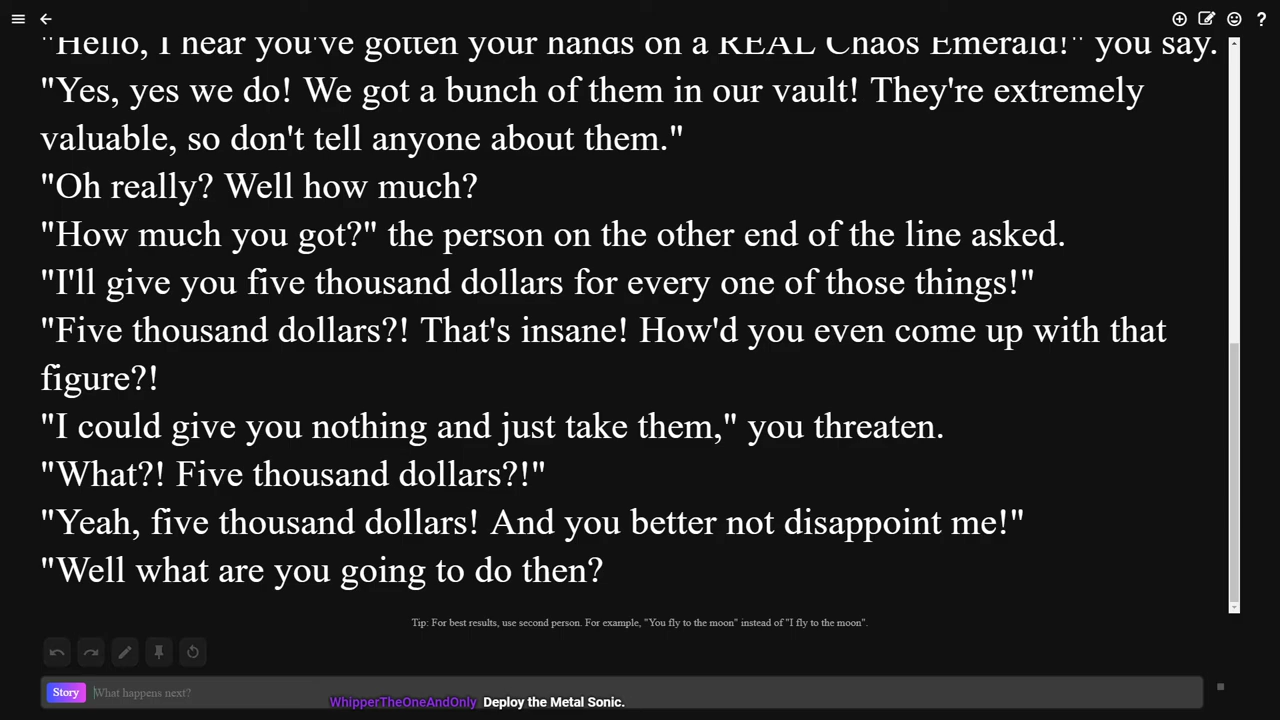 "Hello, I hear you've gotten your hands on a REAL Chaos Emerald!" you say.
"Yes, yes we do! We got a bunch of them in our vault! They're extremely
valuable, so don't tell anyone about them."
"Oh really? Well how much?
"How much you got?" the person on the other end of the line asked.
"I'll give you five thousand dollars for every one of those things!"
"Five thousand dollars?! That's insane! How'd you even come up with that
figure?!
"I could give you nothing and just take them," you threaten.
"What?! Five thousand dollars?!"
"Yeah, five thousand dollars! And you better not disappoint me!"
"Well what are you going to do then?
Tip: For best results, use second person. For example, "You fly to the moon" instead of "I fly to the moon".
Story What happens next?
WhipperTheOneAndOnly Deploy the Metal Sonic.